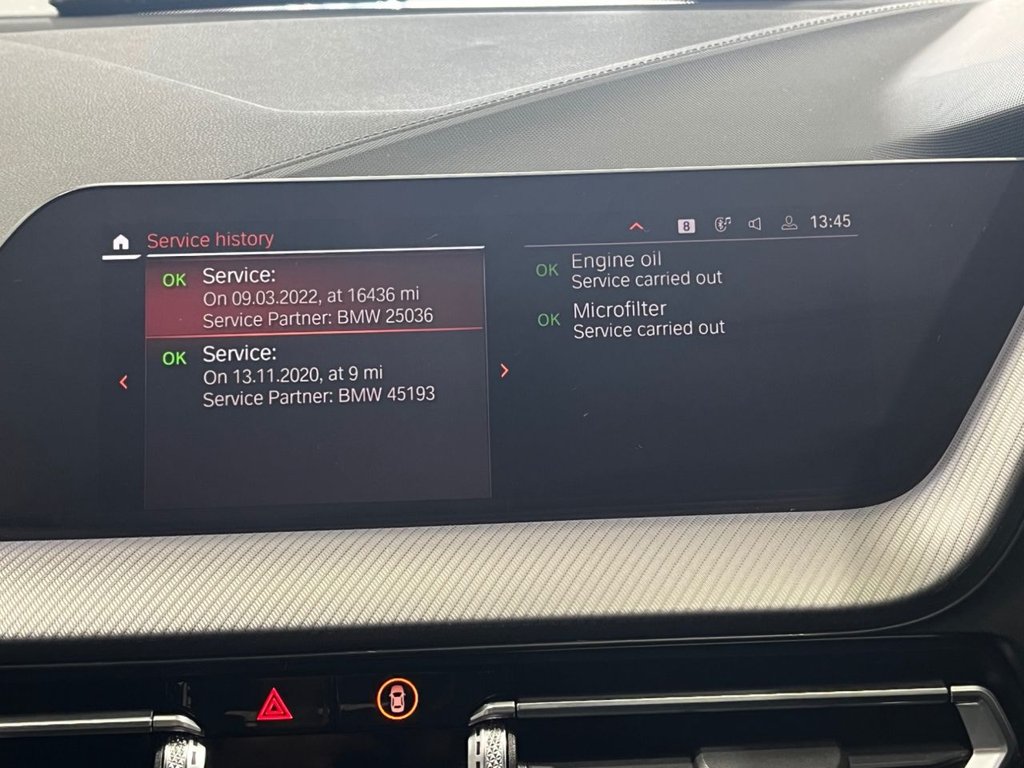 Service history
8
13:45
OK Service:
On 09.03.2022, at 16436 mi
Service Partner: BMW 25036
OK Service:
On 13.11.2020, at 9 mi
Service Partner: BMW 45193
OK Engine oil
Service carried out
OK Microfilter
Service carried out